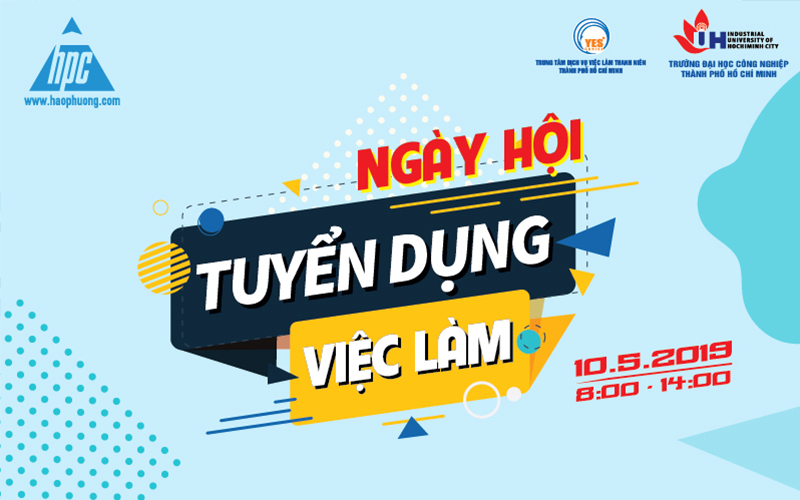 hpc
www.haophuong.com
YES
CENTER
TRUNG TÂM DỊCH VỤ VIỆC LÀM THANH NIÊN
THÀNH PHỐ HỒ CHÍ MINH
IUH
INDUSTRIAL
UNIVERSITY OF
HOCHIMINH CITY
TRƯỜNG ĐẠI HỌC CÔNG NGHIỆP
THÀNH PHỐ HỒ CHÍ MINH
NGÀY HỘI
TUYỂN DỤNG
VIỆC LÀM
10.5.2019
8:00 - 14:00